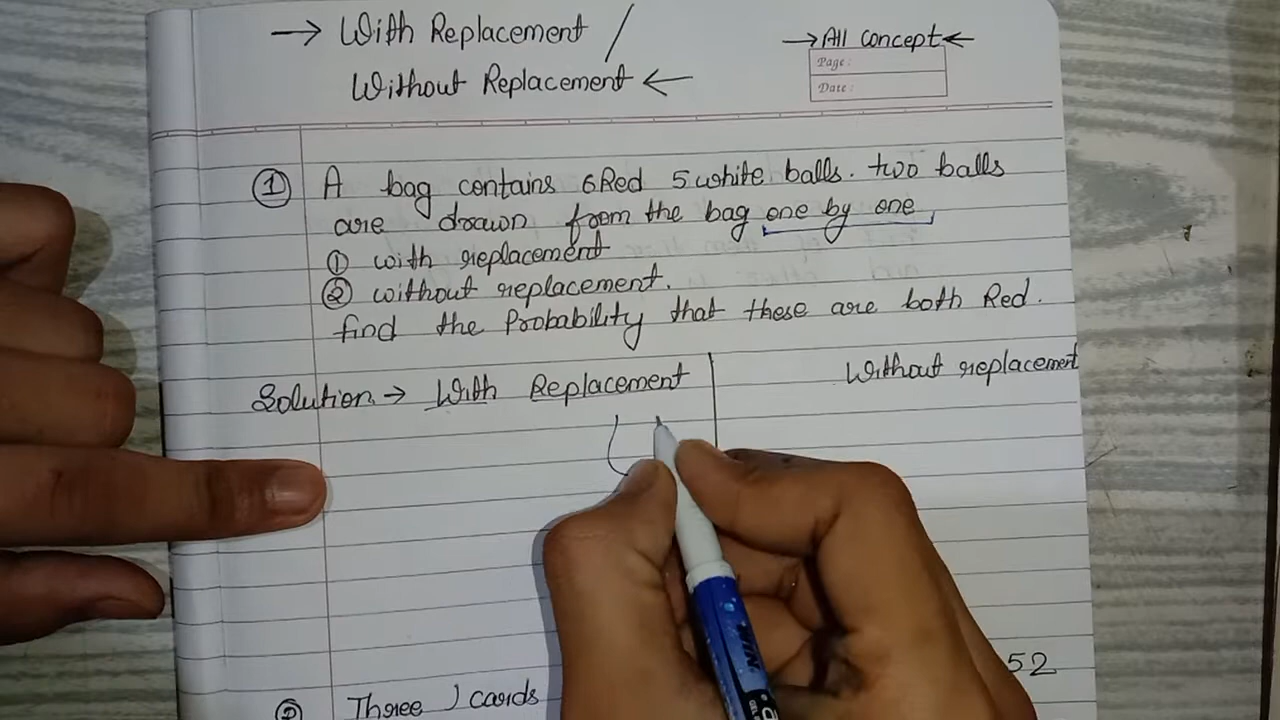 → With Replacement /
Without Replacement ←
→ All Concept ←
Page :
Date :
① A bag contains 6Red 5white balls. two balls
are drawn from the bag one by one
① with replacement
② without replacement.
find the Probability that these are both Red.
Solution → With Replacement
Without replacement
52
② Three ) cards
WIN